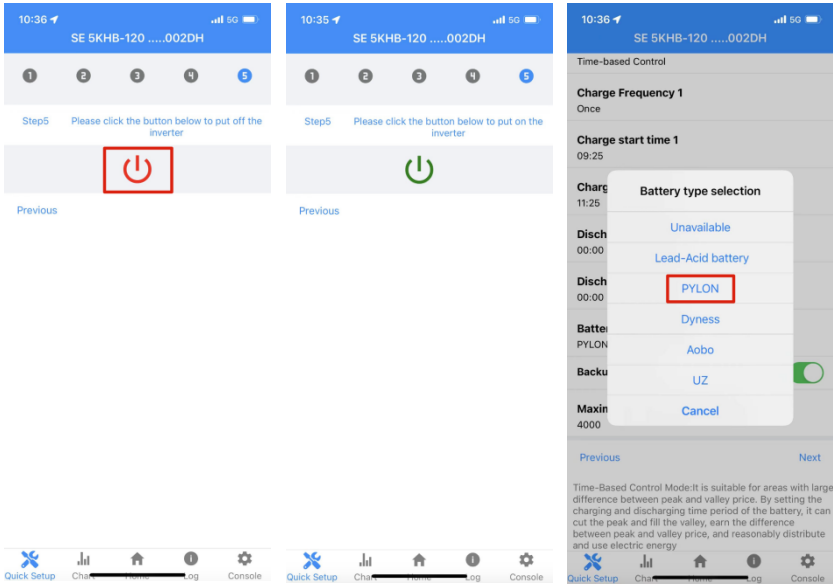 10:36
5G
SE 5KHB-120 .....002DH
1 2 3 4 5
Step5
Please click the button below to put off the
inverter
Previous
Quick Setup
Log
Console
10:35
5G
SE 5KHB-120 .....002DH
1 2 3 4 5
Step5
Please click the button below to put on the
inverter
Previous
Quick Setup
Log
Console
10:36
5G
SE 5KHB-120 .....002DH
Time-based Control
Charge Frequency 1
Once
Charge start time 1
09:25
Charg
11:25
Disch
00:00
Disch
00:00
Batte
PYLON
Backu
Maxin
4000
Battery type selection
Unavailable
Lead-Acid battery
PYLON
Dyness
Aobo
UZ
Cancel
Previous
Next
Time-Based Control Mode:It is suitable for areas with large
difference between peak and valley price. By setting the
charging and discharging time period of the battery, it can
cut the peak and fill the valley, earn the difference
between peak and valley price, and reasonably distribute
and use electric energy
Quick Setup
Log
Console